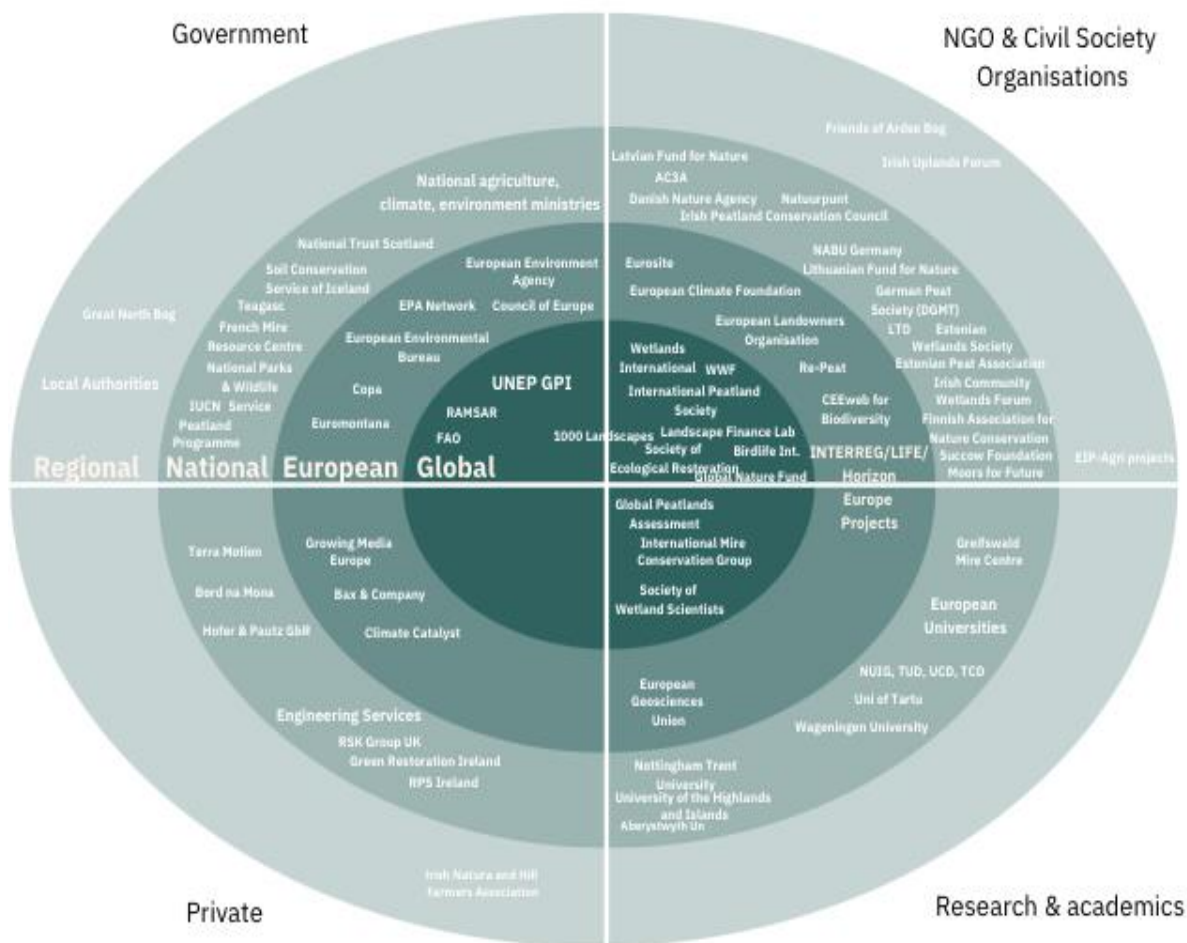 Government
NGO & Civil Society
Organisations
National agriculture,
climate, environment ministries
National Trust Scotland
Soil Conservation
Service of Iceland
Teagasc
French Mire
Resource Centre
National Parks
& Wildlife
IUCN Service
Peatland
Programme
Great North Bog
Local Authorities
European Environment
Agency
EPA Network
Council of Europe
European Environmental
Bureau
Copa
Euromontana
UNEP GPI
RAMSAR
FAO
1000 Landscapes
Regional
National
European
Global
Friends of Ardee Bog
Irish Uplands Forum
Latvian Fund for Nature
AC3A
Danish Nature Agency
Natuurpunt
Irish Peatland Conservation Council
NABU Germany
Lithuanian Fund for Nature
German Peat
Society (DGMT)
LTD
Estonian
Wetlands Society
Estonian Peat Association
Irish Community
Wetlands Forum
Finnish Association for
Nature Conservation
Succow Foundation
Moors for Future
EIP-Agri projects
Eurosite
European Climate Foundation
European Landowners
Organisation
Re-Peat
CEEweb for
Biodiversity
INTERREG/LIFE/
Horizon
Europe
Projects
Wetlands
International
WWF
International Peatland
Society
Landscape Finance Lab
Society of
Ecological Restoration
Birdlife Int.
Global Nature Fund
Terra Motion
Bord na Mona
Hofer & Pautz GbR
Growing Media
Europe
Bax & Company
Climate Catalyst
Engineering Services
RSK Group UK
Green Restoration Ireland
RPS Ireland
Irish Natura and Hill
Farmers Association
Private
Global Peatlands
Assessment
International Mire
Conservation Group
Society of
Wetland Scientists
Greifswald
Mire Centre
European
Universities
NUIG, TUD, UCD, TCD
Uni of Tartu
Wageningen University
European
Geosciences
Union
Nottingham Trent
University
University of the Highlands
and Islands
Aberystwyth Un
Research & academics